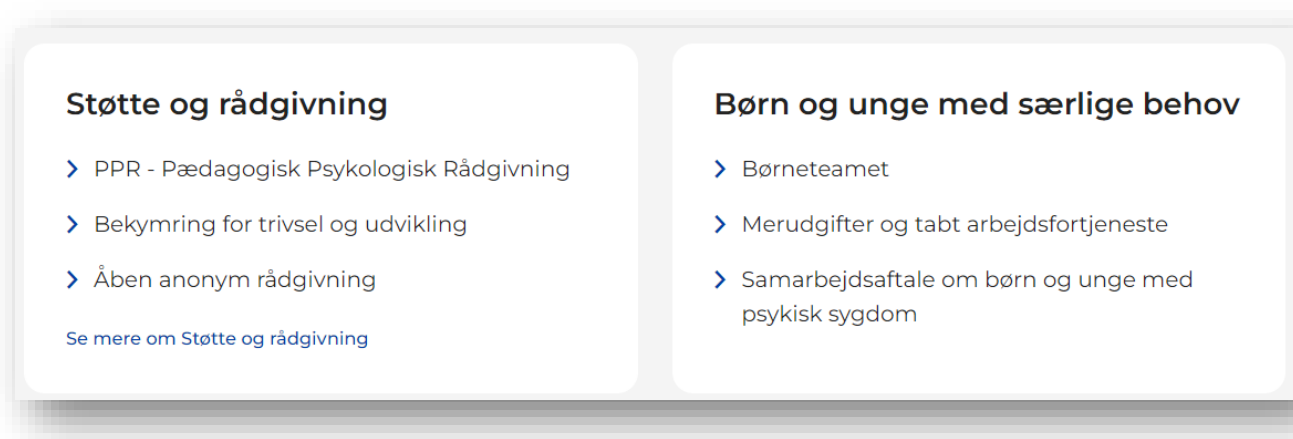 Støtte og rådgivning
PPR - Pædagogisk Psykologisk Rådgivning
Bekymring for trivsel og udvikling
Åben anonym rådgivning
Se mere om Støtte og rådgivning
Børn og unge med særlige behov
Børneteamet
Merudgifter og tabt arbejdsfortjeneste
Samarbejdsaftale om børn og unge med
psykisk sygdom